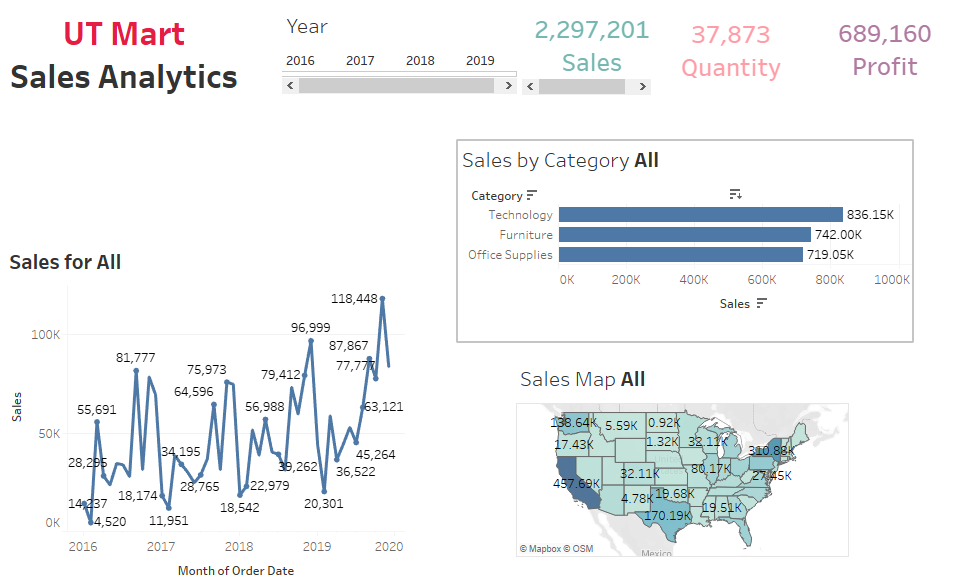 UT Mart
Sales Analytics
Year
2016 2017 2018 2019
2,297,201
Sales
37,873
Quantity
689,160
Profit
Sales by Category All
Category
Technology 836.15K
Furniture 742.00K
Office Supplies 719.05K
0K 200K 400K 600K 800K 1000K
Sales
Sales for All
118,448
96,999
100K
87,867
81,777
77,777
75,973
79,412
64,596
55,691
56,988
63,121
Sales
50K
34,195
45,264
28,295
39,262
36,522
28,765
22,979
18,174
18,542
20,301
14,237
4,520
11,951
0K
2016 2017 2018 2019 2020
Month of Order Date
Sales Map All
138.64K 5.59K 0.92K
17.43K 1.32K 32.11K 310.88K
457.69K 32.11K 80.17K 27.45K
4.78K 19.68K
170.19K 19.51K
© Mapbox © OSM
Mexico